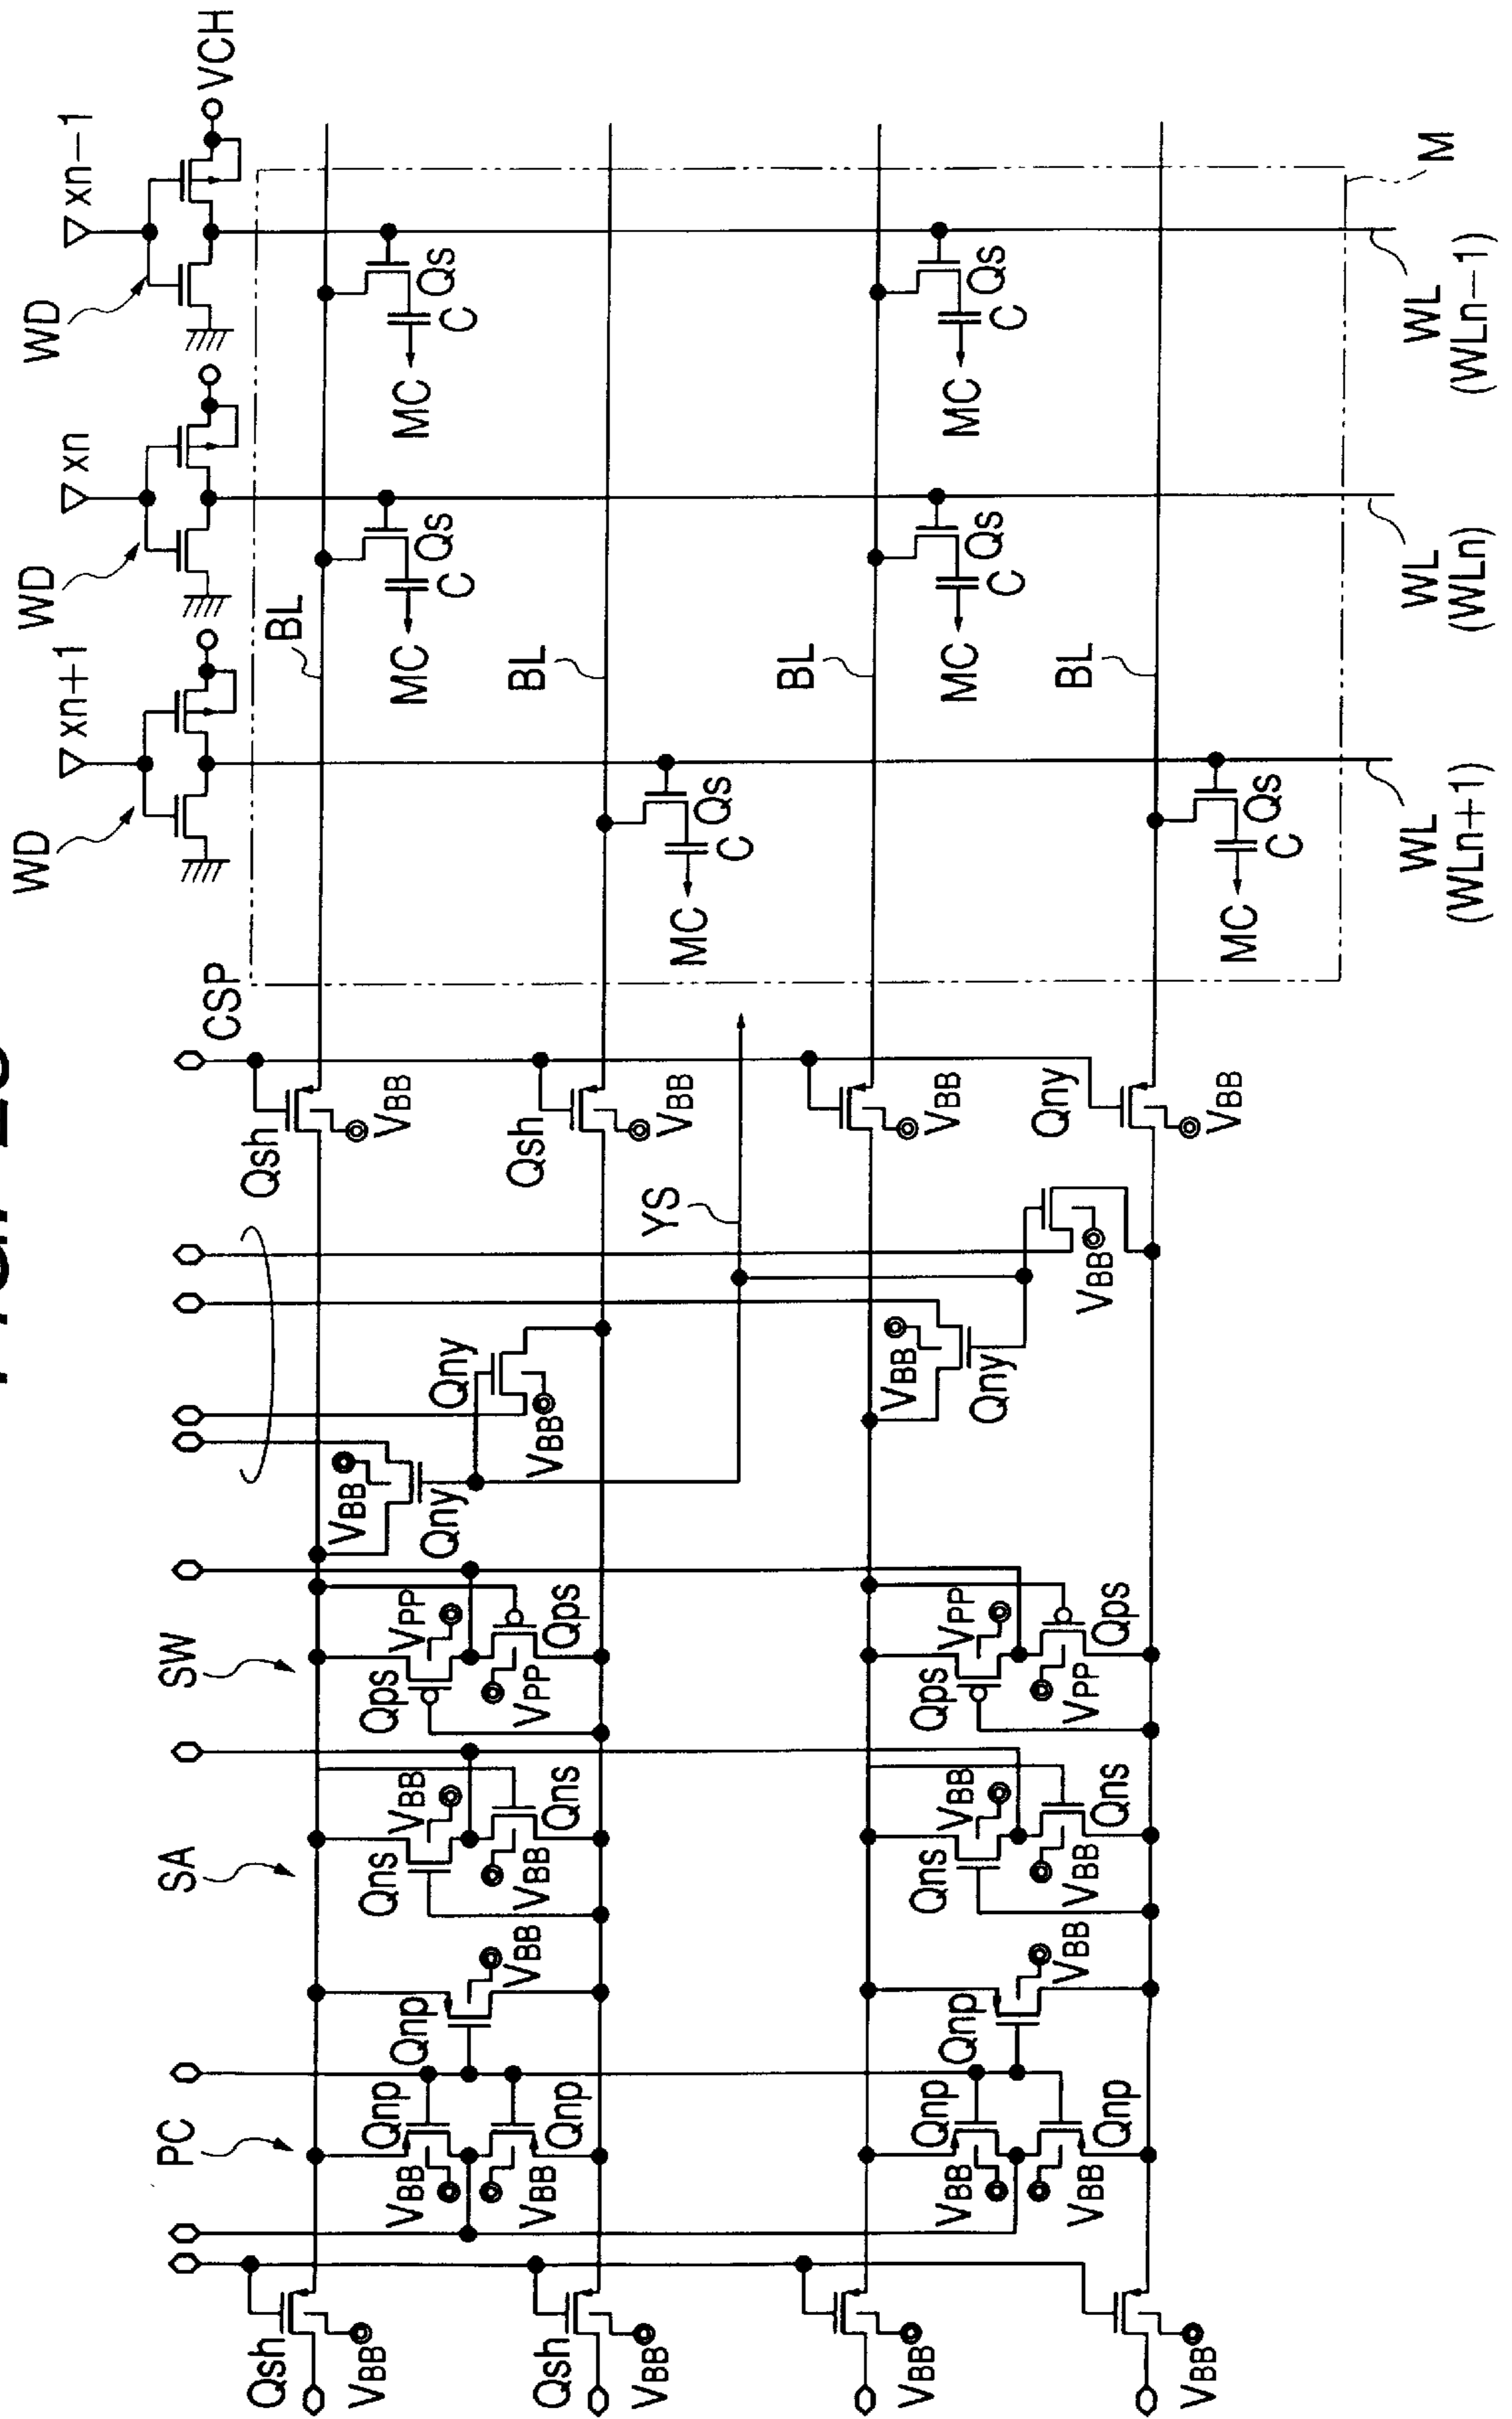 WD
WD
WD
xn+1
xn
xn−1
PC
SA
SW
CSP
VCH
Qsh
Qsh
BL
VBB
VBB
Qnp
Qnp
Qns
VBB
Qps
VPP
VBB
VBB
MC
MC
Qny
Qny
Qs
Qs
C
C
VBB
Qnp
VBB
VBB
Qns
VPP
Qps
VBB
Qsh
Qsh
BL
VBB
VBB
MC
Qs
C
YS
BL
VBB
VBB
Qnp
Qnp
Qns
VBB
Qps
VPP
VBB
VBB
MC
MC
Qny
Qs
Qs
C
C
VBB
Qnp
VBB
VBB
Qns
VPP
Qps
VBB
Qny
BL
VBB
VBB
MC
Qs
C
WL
(WLn+1)
WL
(WLn)
WL
(WLn−1)
M